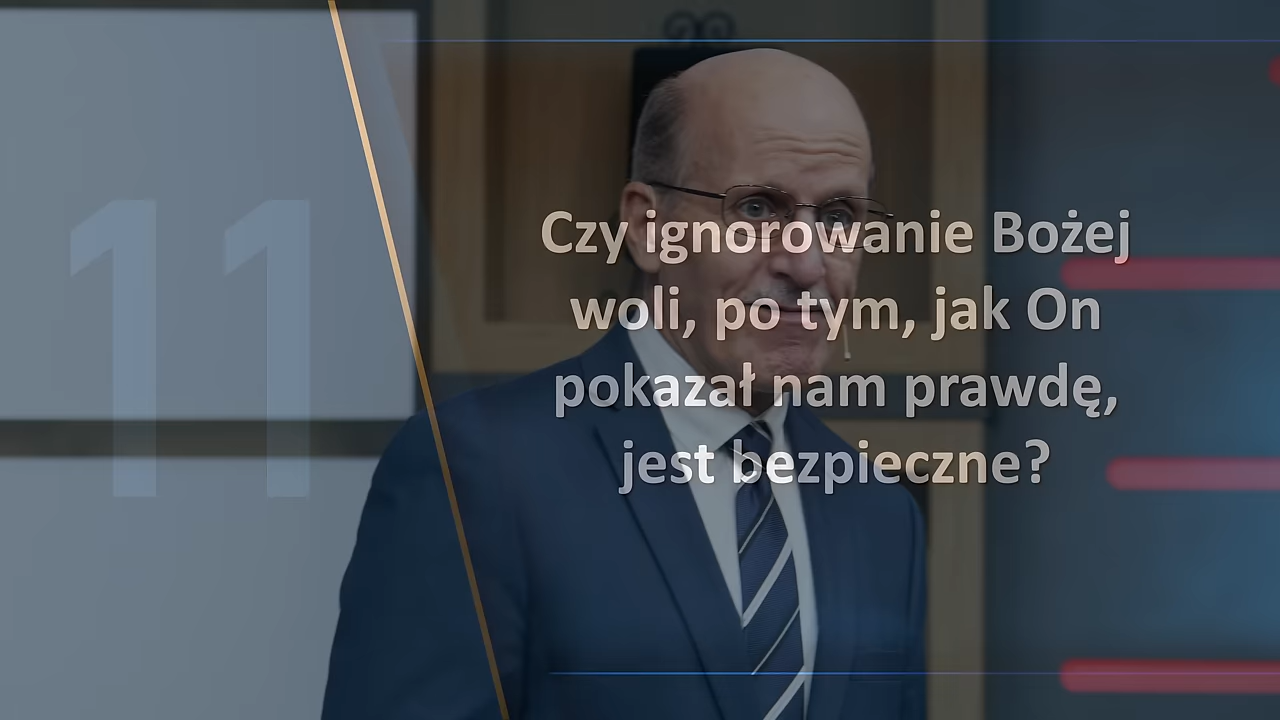 11
Czy ignorowanie Bożej
woli, po tym, jak On
pokazał nam prawdę,
jest bezpieczne?